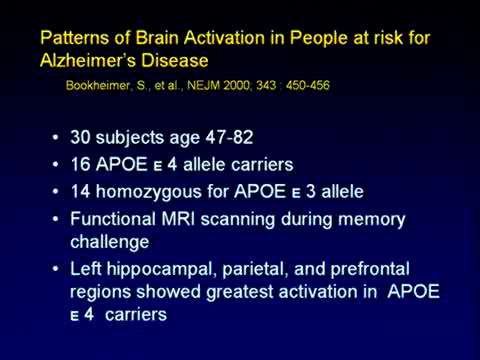 Patterns of Brain Activation in People at risk for
Alzheimer's Disease
Bookheimer, S., et al., NEJM 2000, 343 : 450-456
• 30 subjects age 47-82
• 16 APOE ᴇ 4 allele carriers
• 14 homozygous for APOE ᴇ 3 allele
• Functional MRI scanning during memory
challenge
• Left hippocampal, parietal, and prefrontal
regions showed greatest activation in APOE
ᴇ 4 carriers